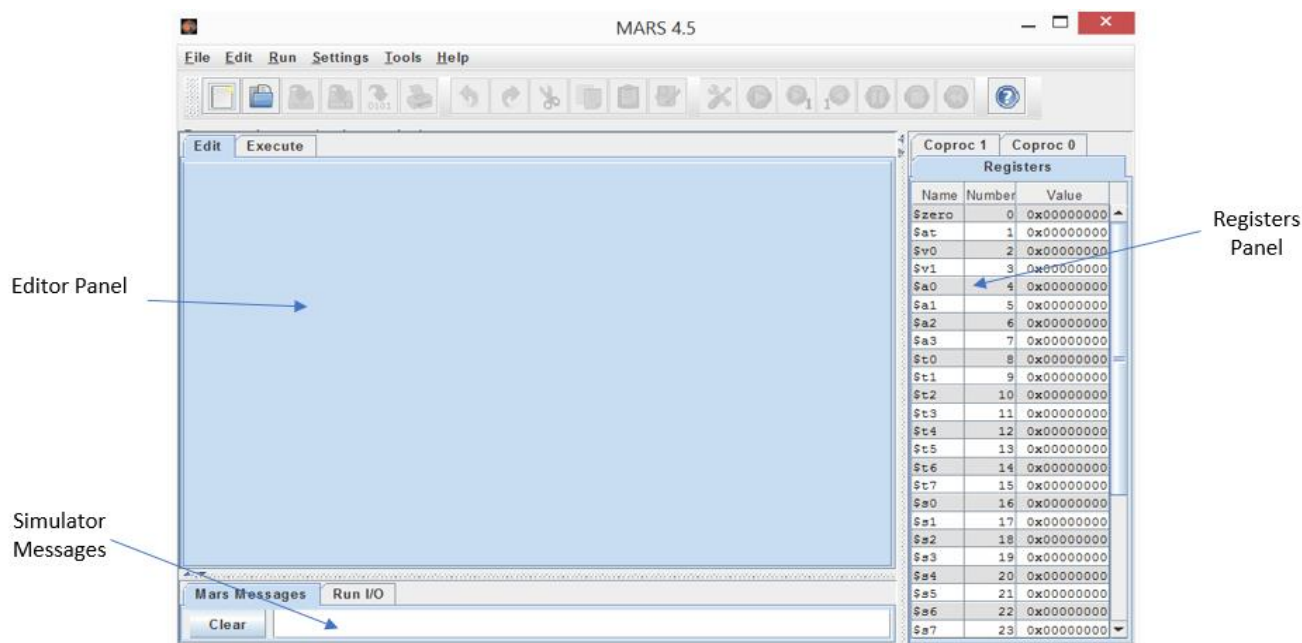 MARS 4.5
File Edit Run Settings Tools Help
Edit Execute
Coproc 1 Coproc 0
Registers
Name Number Value
$zero 0 0x00000000
$at 1 0x00000000
$v0 2 0x00000000
$v1 3 0x00000000
$a0 4 0x00000000
$a1 5 0x00000000
$a2 6 0x00000000
$a3 7 0x00000000
$t0 8 0x00000000
$t1 9 0x00000000
$t2 10 0x00000000
$t3 11 0x00000000
$t4 12 0x00000000
$t5 13 0x00000000
$t6 14 0x00000000
$t7 15 0x00000000
$s0 16 0x00000000
$s1 17 0x00000000
$s2 18 0x00000000
$s3 19 0x00000000
$s4 20 0x00000000
$s5 21 0x00000000
$s6 22 0x00000000
$s7 23 0x00000000
Registers
Panel
Editor Panel
Simulator
Messages
Mars Messages Run I/O
Clear